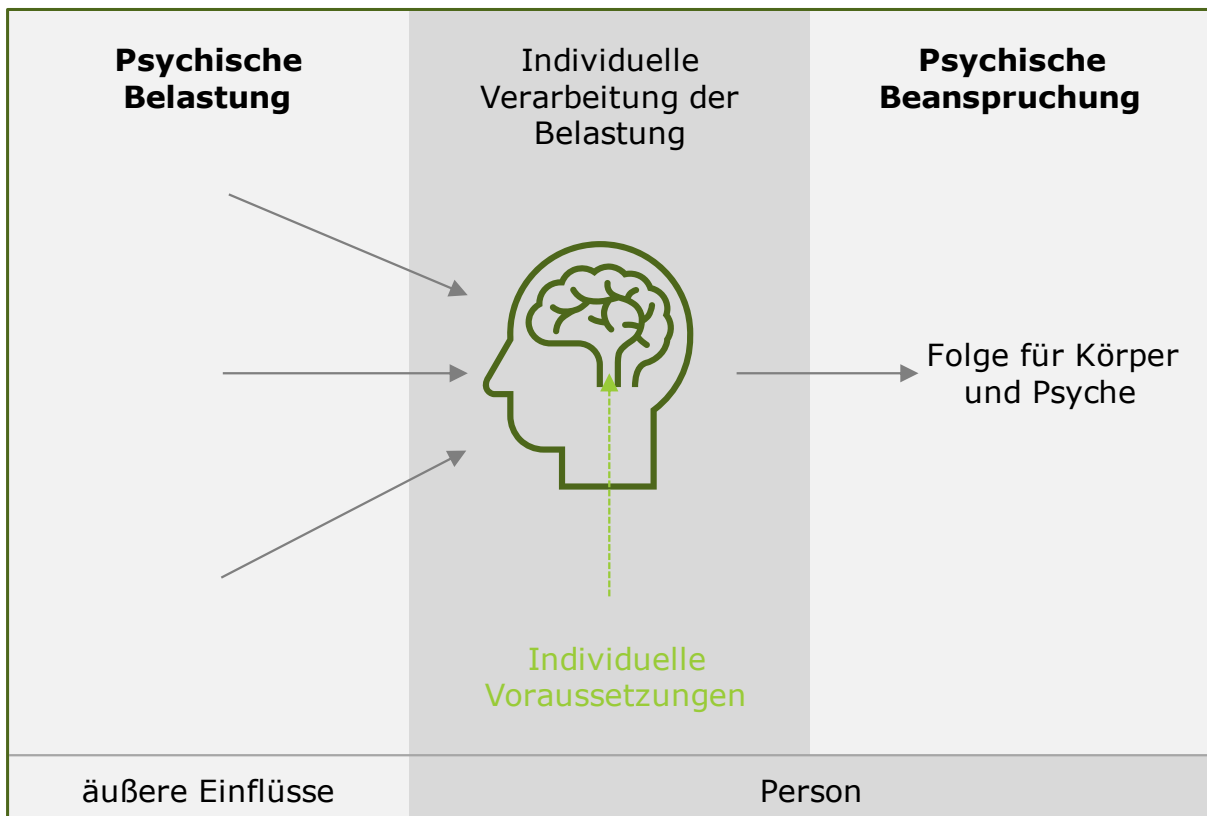 Psychische
Belastung
Individuelle
Verarbeitung der
Belastung
Psychische
Beanspruchung
Folge für Körper
und Psyche
Individuelle
Voraussetzungen
äußere Einflüsse
Person